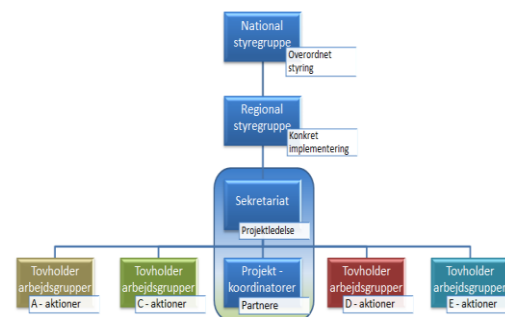 National
styregruppe
Overordnet
styring
Regional
styregruppe
Konkret
implementering
Sekretariat
Projektledelse
Tovholder
arbejdsgrupper
A - aktioner
Tovholder
arbejdsgrupper
C - aktioner
Projekt -
koordinatorer
Partnere
Tovholder
arbejdsgrupper
D - aktioner
Tovholder
arbejdsgrupper
E - aktioner